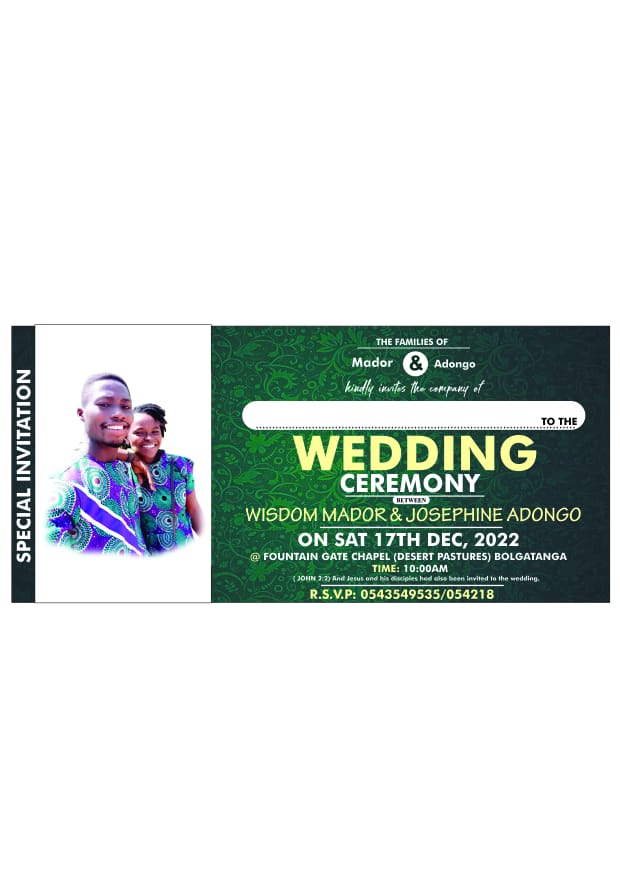 SPECIAL INVITATION
THE FAMILIES OF
Mador & Adongo
kindly invites the company of
TO THE
WEDDING
CEREMONY
BETWEEN
WISDOM MADOR & JOSEPHINE ADONGO
ON SAT 17TH DEC, 2022
@ FOUNTAIN GATE CHAPEL (DESERT PASTURES) BOLGATANGA
TIME: 10:00AM
( JOHN 2:2) And Jesus and his disciples had also been invited to the wedding.
R.S.V.P: 0543549535/054218